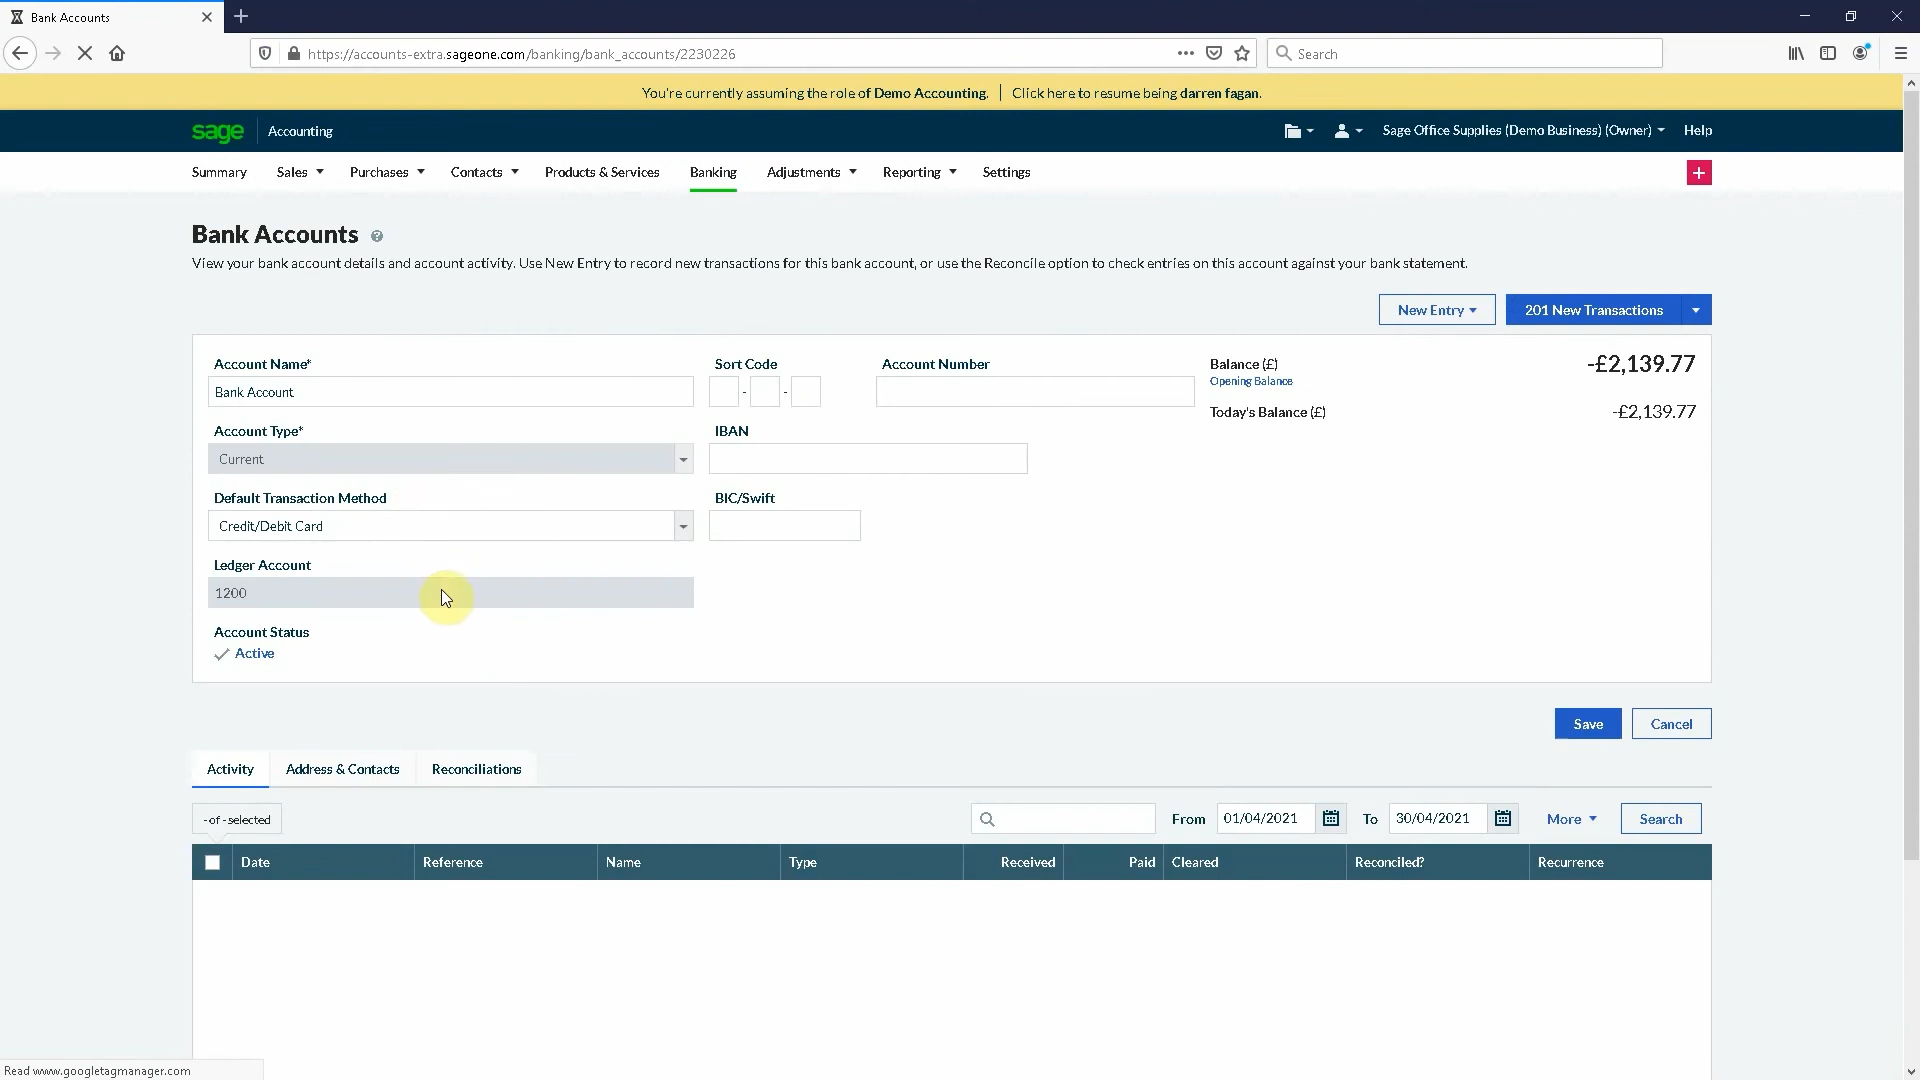 Bank Accounts
https://accounts-extra.sageone.com/banking/bank_accounts/2230226
Search
You're currently assuming the role of Demo Accounting. | Click here to resume being darren fagan.
sage Accounting
Sage Office Supplies (Demo Business) (Owner) Help
Summary Sales Purchases Contacts Products & Services Banking Adjustments Reporting Settings
Bank Accounts
View your bank account details and account activity. Use New Entry to record new transactions for this bank account, or use the Reconcile option to check entries on this account against your bank statement.
New Entry 201 New Transactions
Account Name* Sort Code Account Number Balance (£) -£2,139.77
Opening Balance
Bank Account - -
Today's Balance (£) -£2,139.77
Account Type* IBAN
Current
Default Transaction Method BIC/Swift
Credit/Debit Card
Ledger Account
1200
Account Status
Active
Save Cancel
Activity Address & Contacts Reconciliations
- of - selected From 01/04/2021 To 30/04/2021 More Search
Date Reference Name Type Received Paid Cleared Reconciled? Recurrence
Read www.googletagmanager.com